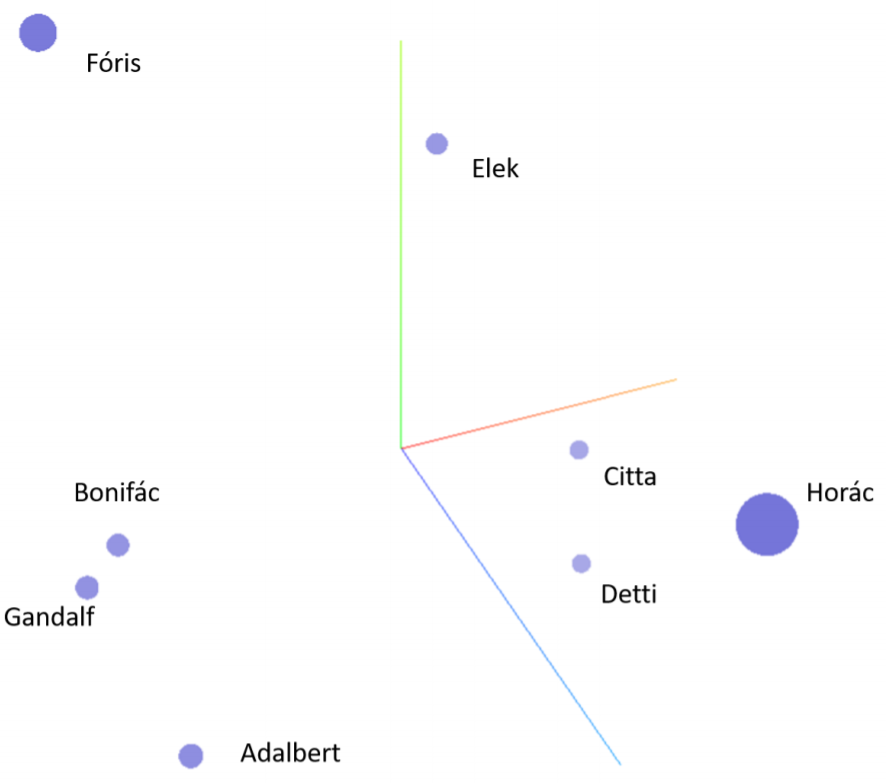 Fóris
Elek
Citta
Bonifác
Horác
Detti
Gandalf
Adalbert